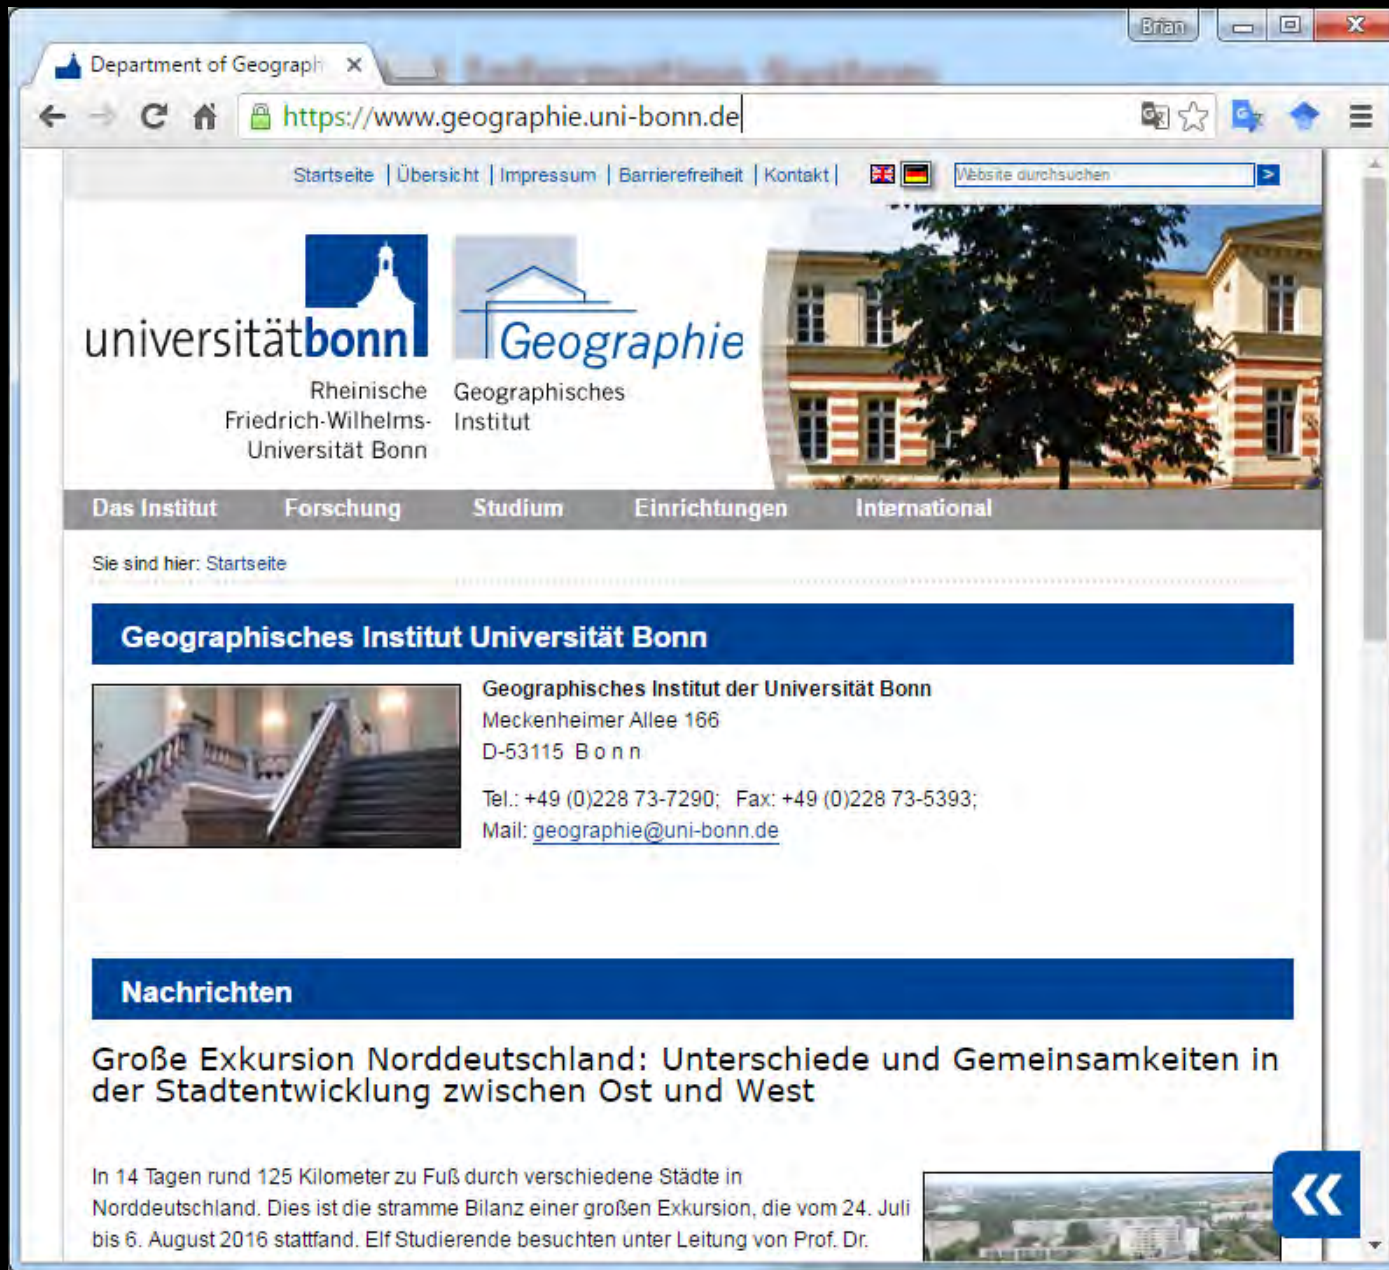 Brian
Department of Geograph
https://www.geographie.uni-bonn.de
Startseite | Übersicht | Impressum | Barrierefreiheit | Kontakt |
Website durchsuchen >
universitätbonn
Geographie
Rheinische
Friedrich-Wilhelms-
Universität Bonn
Geographisches
Institut
Das Institut Forschung Studium Einrichtungen International
Sie sind hier: Startseite
Geographisches Institut Universität Bonn
Geographisches Institut der Universität Bonn
Meckenheimer Allee 166
D-53115 B o n n
Tel.: +49 (0)228 73-7290; Fax: +49 (0)228 73-5393;
Mail: geographie@uni-bonn.de
Nachrichten
Große Exkursion Norddeutschland: Unterschiede und Gemeinsamkeiten in
der Stadtentwicklung zwischen Ost und West
In 14 Tagen rund 125 Kilometer zu Fuß durch verschiedene Städte in
Norddeutschland. Dies ist die stramme Bilanz einer großen Exkursion, die vom 24. Juli
bis 6. August 2016 stattfand. Elf Studierende besuchten unter Leitung von Prof. Dr.